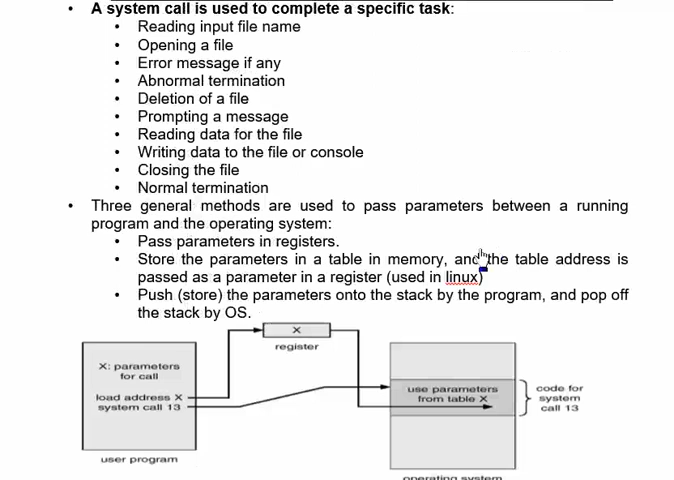 • A system call is used to complete a specific task:
• Reading input file name
• Opening a file
• Error message if any
• Abnormal termination
• Deletion of a file
• Prompting a message
• Reading data for the file
• Writing data to the file or console
• Closing the file
• Normal termination
• Three general methods are used to pass parameters between a running
program and the operating system:
• Pass parameters in registers.
• Store the parameters in a table in memory, and the table address is
passed as a parameter in a register (used in linux)
• Push (store) the parameters onto the stack by the program, and pop off
the stack by OS.
X
register
X: parameters
for call
load address X
system call 13
user program
use parameters
from table X
code for
system
call 13
operating system